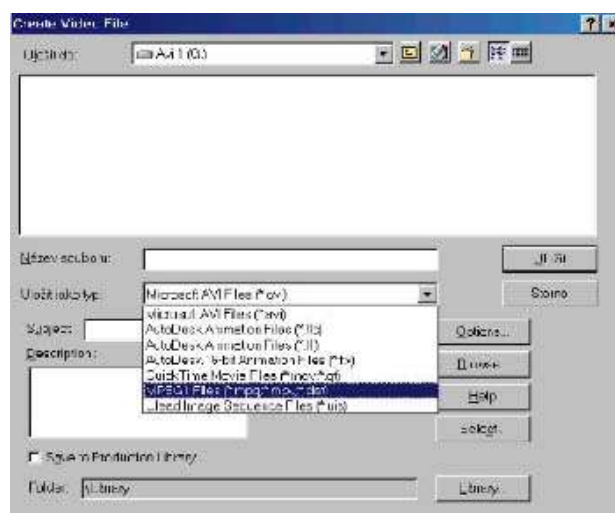 Create Video File
Uložit do: Avi 1 (G:)
Název souboru:
Uložit jako typ: Microsoft AVI Files (*.avi)
Microsoft AVI Files (*.avi)
AutoDesk Animation Files (*.flc)
AutoDesk Animation Files (*.fli)
AutoDesk 16-bit Animation Files (*.flx)
QuickTime Movie Files (*.mov;*.qt)
MPEG1 Files (*.mpg;*.mpv;*.dat)
Ulead Image Sequence Files (*.uis)
Uložit
Storno
Subject:
Options...
Description:
Browse
Help
Select.
Save to Production Library
Folder: \Library
Library...